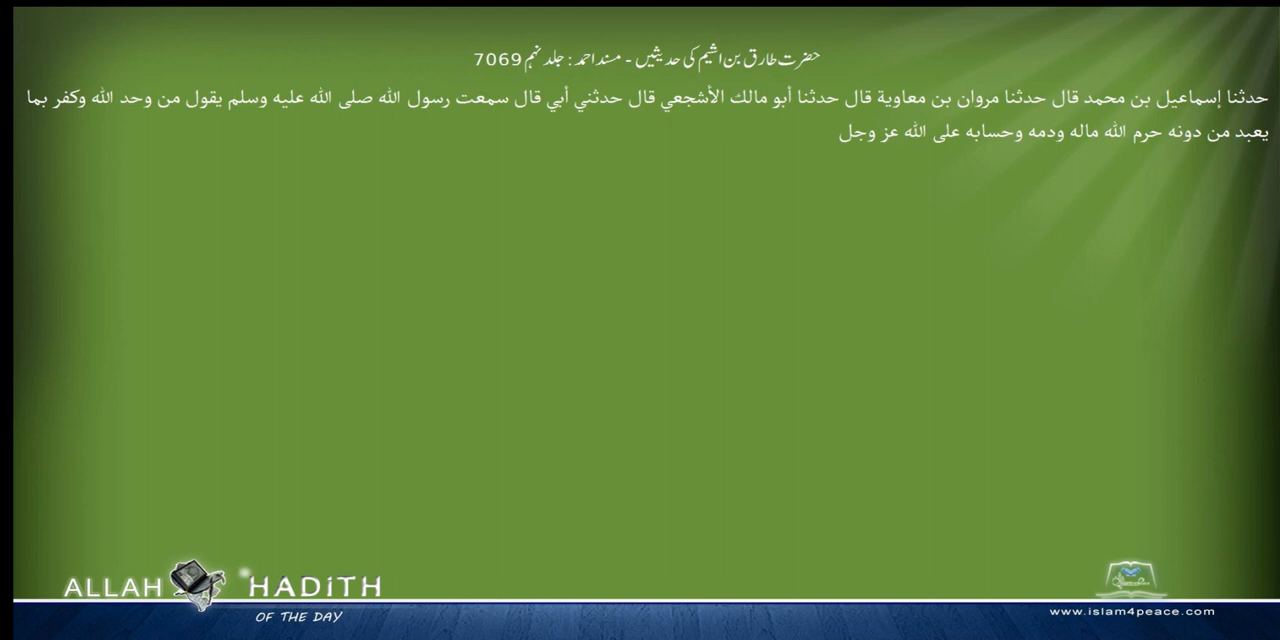 حضرت طارق بن اشیم کی حدیثیں - مسند احمد : جلد نہم 7069
حدثنا إسماعيل بن محمد قال حدثنا مروان بن معاوية قال حدثنا أبو مالك الأشجعي قال حدثني أبي قال سمعت رسول الله صلى الله عليه وسلم يقول من وحد الله وكفر بما
يعبد من دونه حرم الله ماله ودمه وحسابه على الله عز وجل
ALLAH HADITH
OF THE DAY
www.islam4peace.com